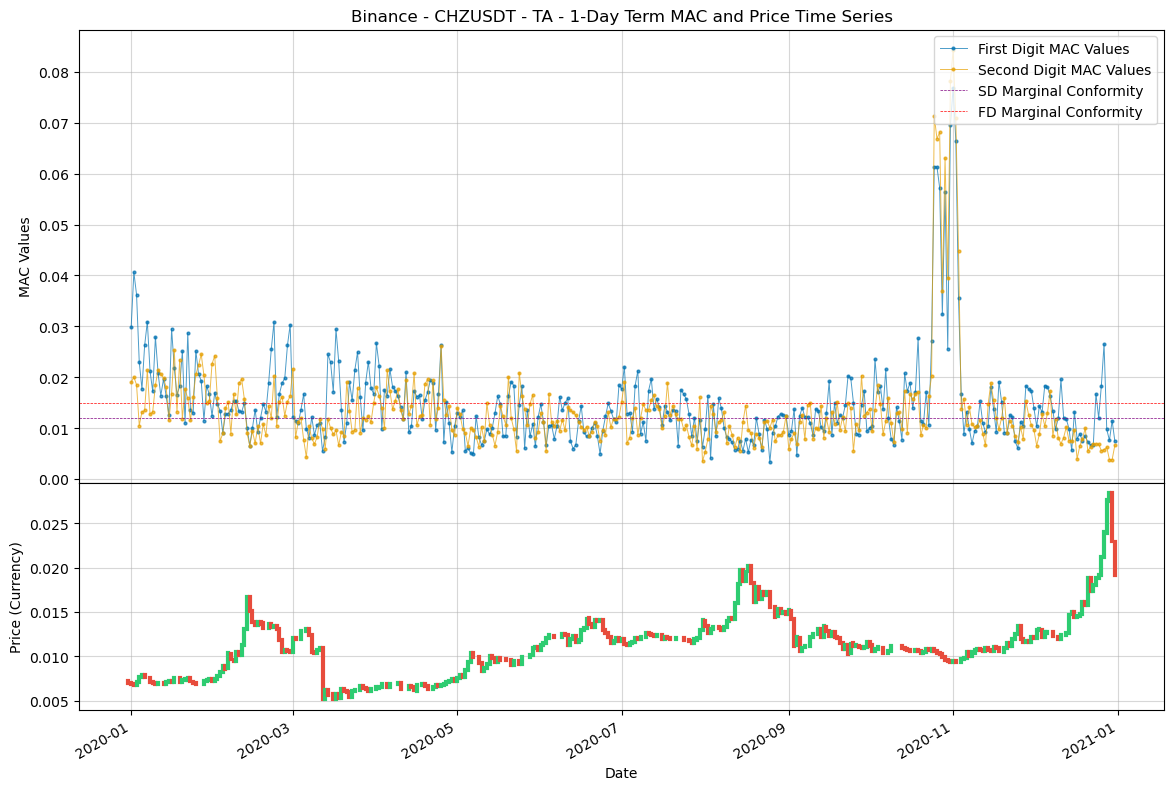 Binance - CHZUSDT - TA - 1-Day Term MAC and Price Time Series
First Digit MAC Values
Second Digit MAC Values
SD Marginal Conformity
FD Marginal Conformity
MAC Values
0.08
0.07
0.06
0.05
0.04
0.03
0.02
0.01
0.00
Price (Currency)
0.025
0.020
0.015
0.010
0.005
2020-01
2020-03
2020-05
2020-07
2020-09
2020-11
2021-01
Date